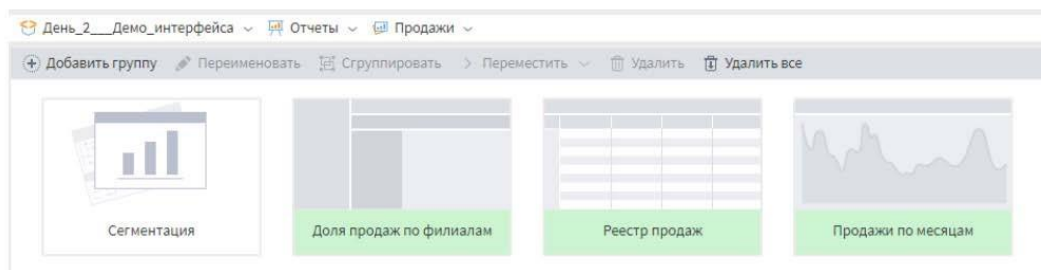 День_2___Демо_интерфейса Отчеты Продажи
Добавить группу Переименовать Сгруппировать Переместить Удалить Удалить все
Сегментация Доля продаж по филиалам Реестр продаж Продажи по месяцам